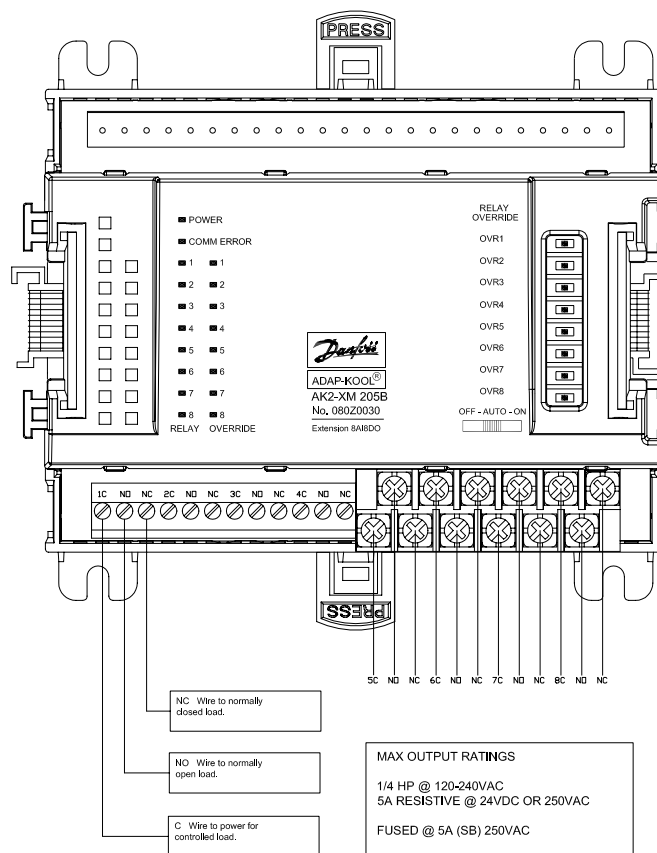 PRESS
POWER
COMM ERROR
1 1
2 2
3 3
4 4
5 5
6 6
7 7
8 8
RELAY OVERRIDE
RELAY
OVERRIDE
OVR1
OVR2
OVR3
OVR4
OVR5
OVR6
OVR7
OVR8
OFF - AUTO - ON
Danfoss
ADAP-KOOL®
AK2-XM 205B
No. 080Z0030
Extension 8AI8DO
1C NO NC 2C NO NC 3C NO NC 4C NO NC
PRESS
5C NO NC 6C NO NC 7C NO NC 8C NO NC
NC Wire to normally
closed load.
NO Wire to normally
open load.
C Wire to power for
controlled load.
MAX OUTPUT RATINGS
1/4 HP @ 120-240VAC
5A RESISTIVE @ 24VDC OR 250VAC
FUSED @ 5A (SB) 250VAC